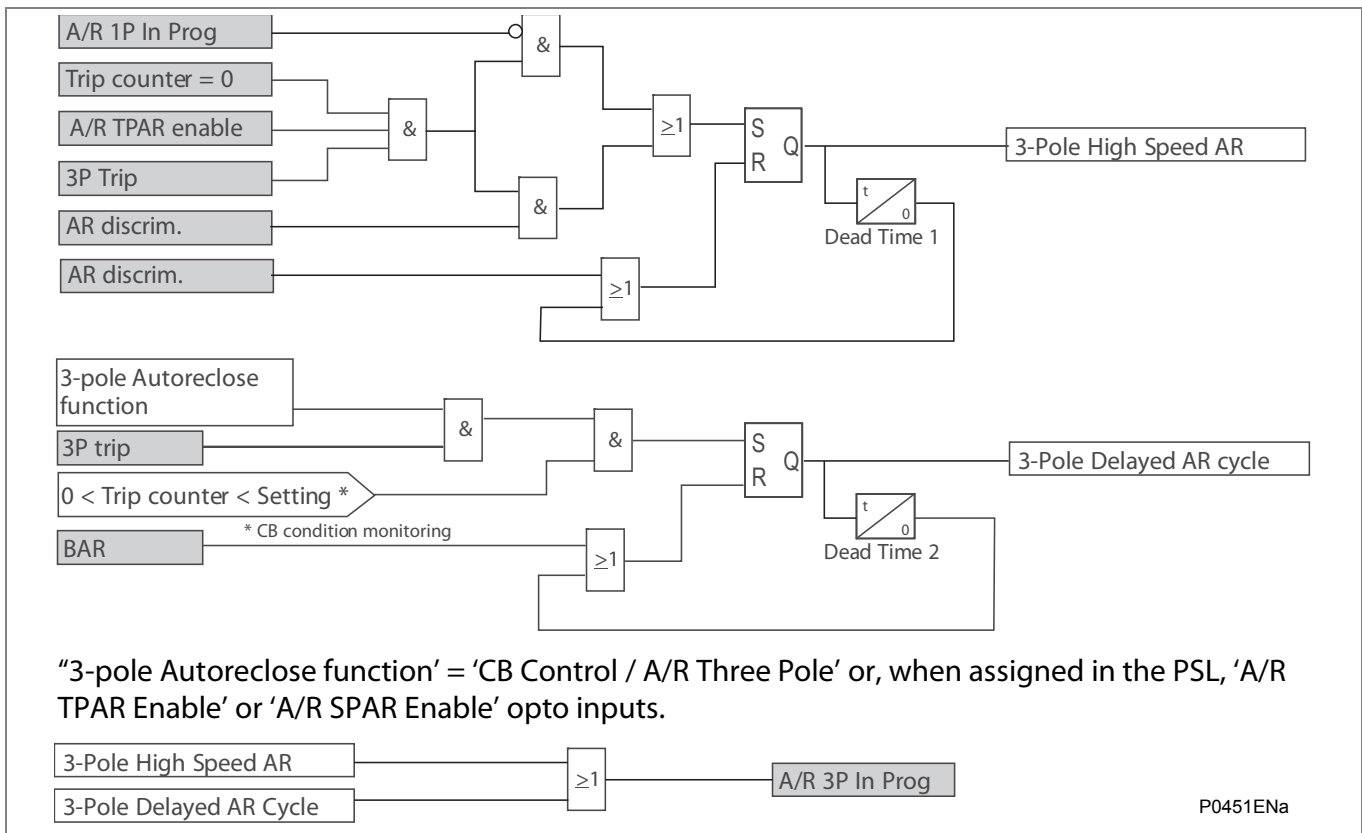 A/R 1P In Prog
&
Trip counter = 0
A/R TPAR enable
&
≥1
S
R
Q
3-Pole High Speed AR
3P Trip
t
0
Dead Time 1
AR discrim.
&
AR discrim.
≥1
3-pole Autoreclose
function
&
&
S
R
Q
3-Pole Delayed AR cycle
3P trip
0 < Trip counter < Setting *
* CB condition monitoring
t
0
Dead Time 2
BAR
≥1
“3-pole Autoreclose function’ = ‘CB Control / A/R Three Pole’ or, when assigned in the PSL, ‘A/R
TPAR Enable’ or ‘A/R SPAR Enable’ opto inputs.
3-Pole High Speed AR
≥1
A/R 3P In Prog
3-Pole Delayed AR Cycle
P0451ENa